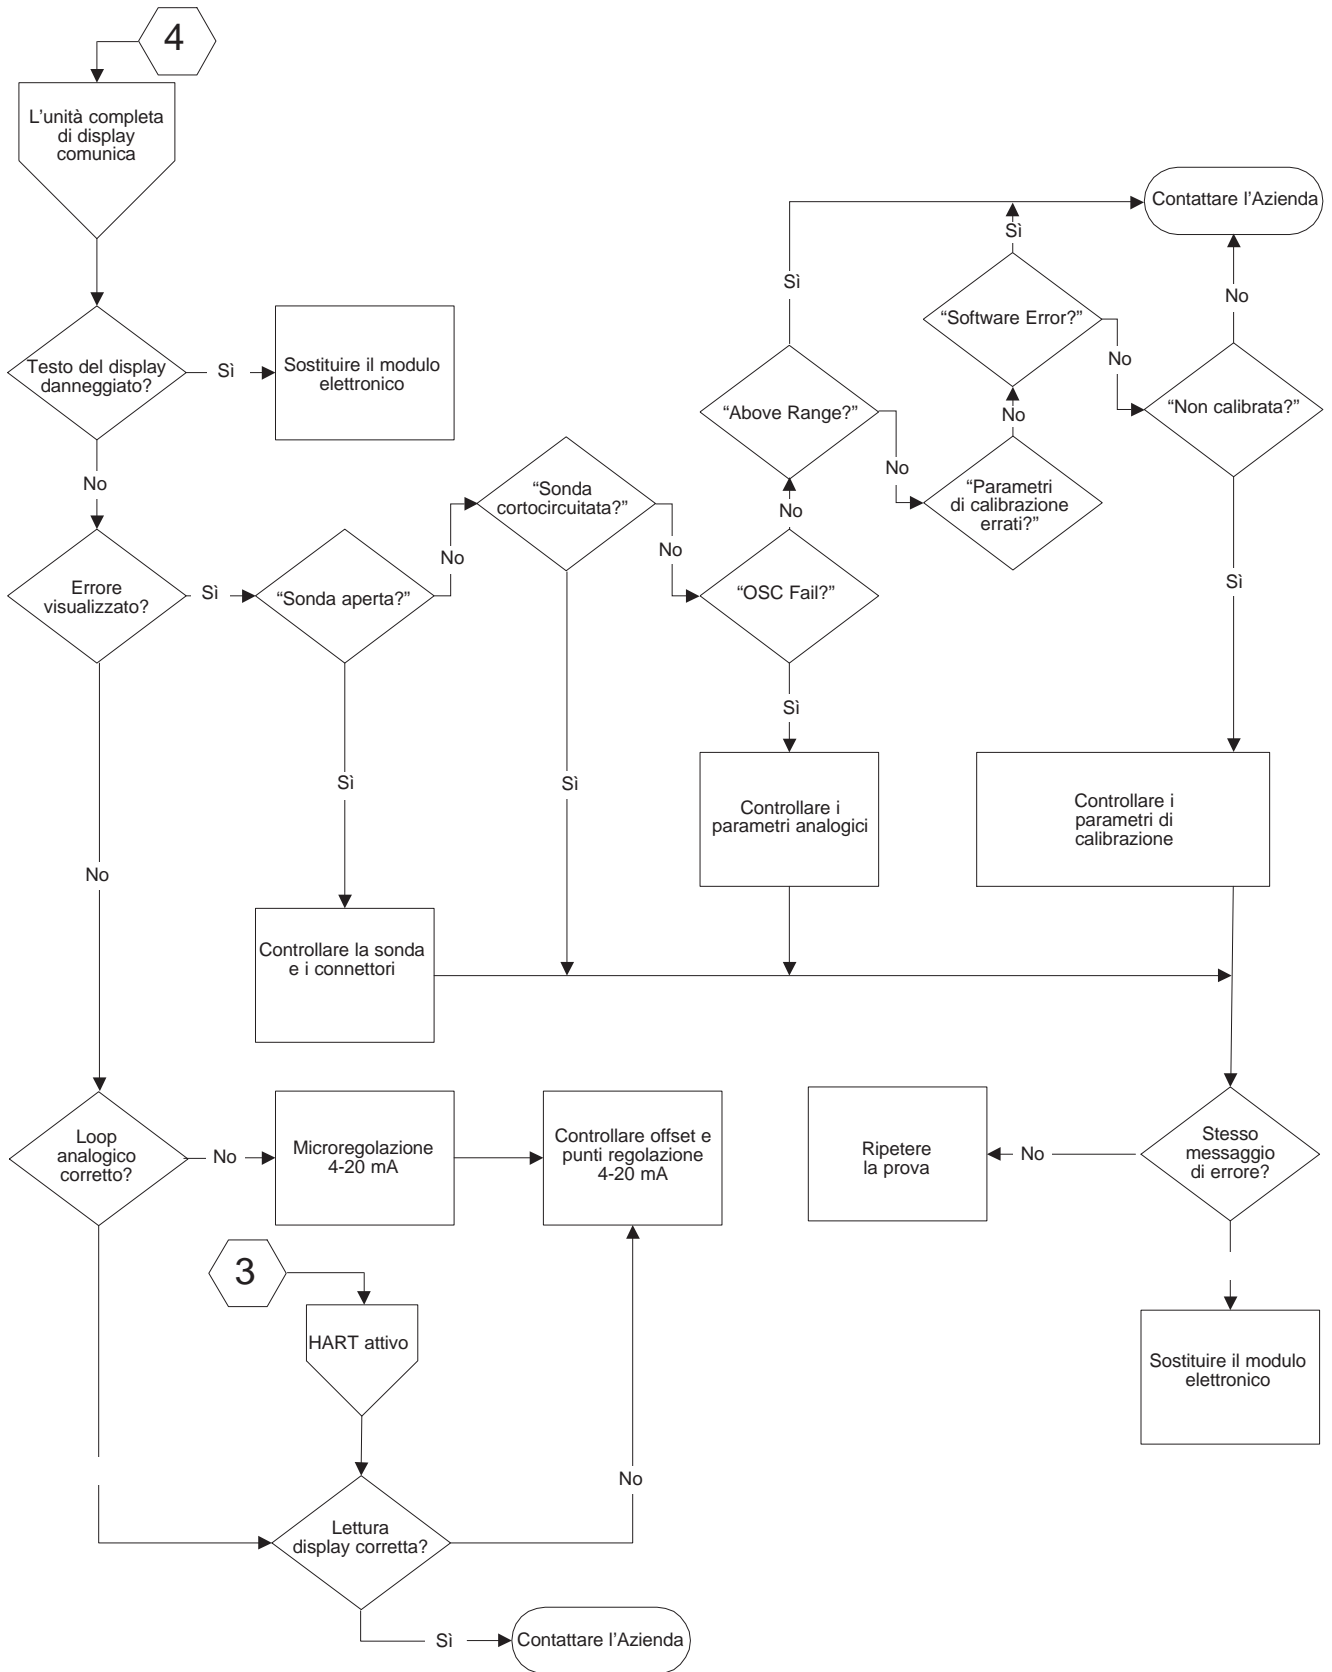 4
L'unità completa
di display
comunica
Contattare l'Azienda
Sì
Sì
No
"Software Error?"
Testo del display
danneggiato?
Sì
Sostituire il modulo
elettronico
No
"Above Range?"
"Non calibrata?"
No
No
No
"Sonda
cortocircuitata?"
"Parametri
di calibrazione
errati?"
No
No
No
Errore
visualizzato?
Sì
"Sonda aperta?"
"OSC Fail?"
Sì
Sì
Sì
Sì
Controllare i
parametri analogici
Controllare i
parametri di
calibrazione
No
Controllare la sonda
e i connettori
Loop
analogico
corretto?
No
Microregolazione
4-20 mA
Controllare offset e
punti regolazione
4-20 mA
Ripetere
la prova
No
Stesso
messaggio
di errore?
3
HART attivo
Sostituire il modulo
elettronico
No
Lettura
display corretta?
Sì
Contattare l'Azienda